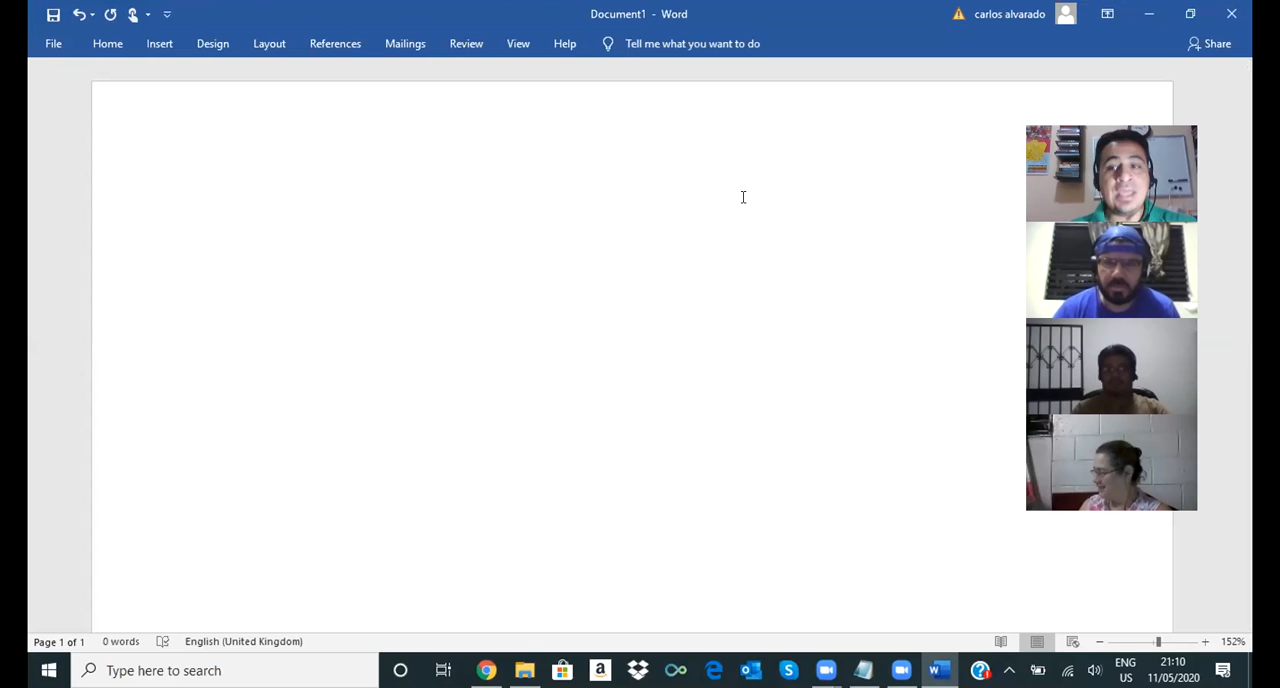 Document1 - Word
carlos alvarado
File Home Insert Design Layout References Mailings Review View Help Tell me what you want to do Share
Page 1 of 1 0 words English (United Kingdom) 152%
Type here to search
ENG 21:10
US 11/05/2020